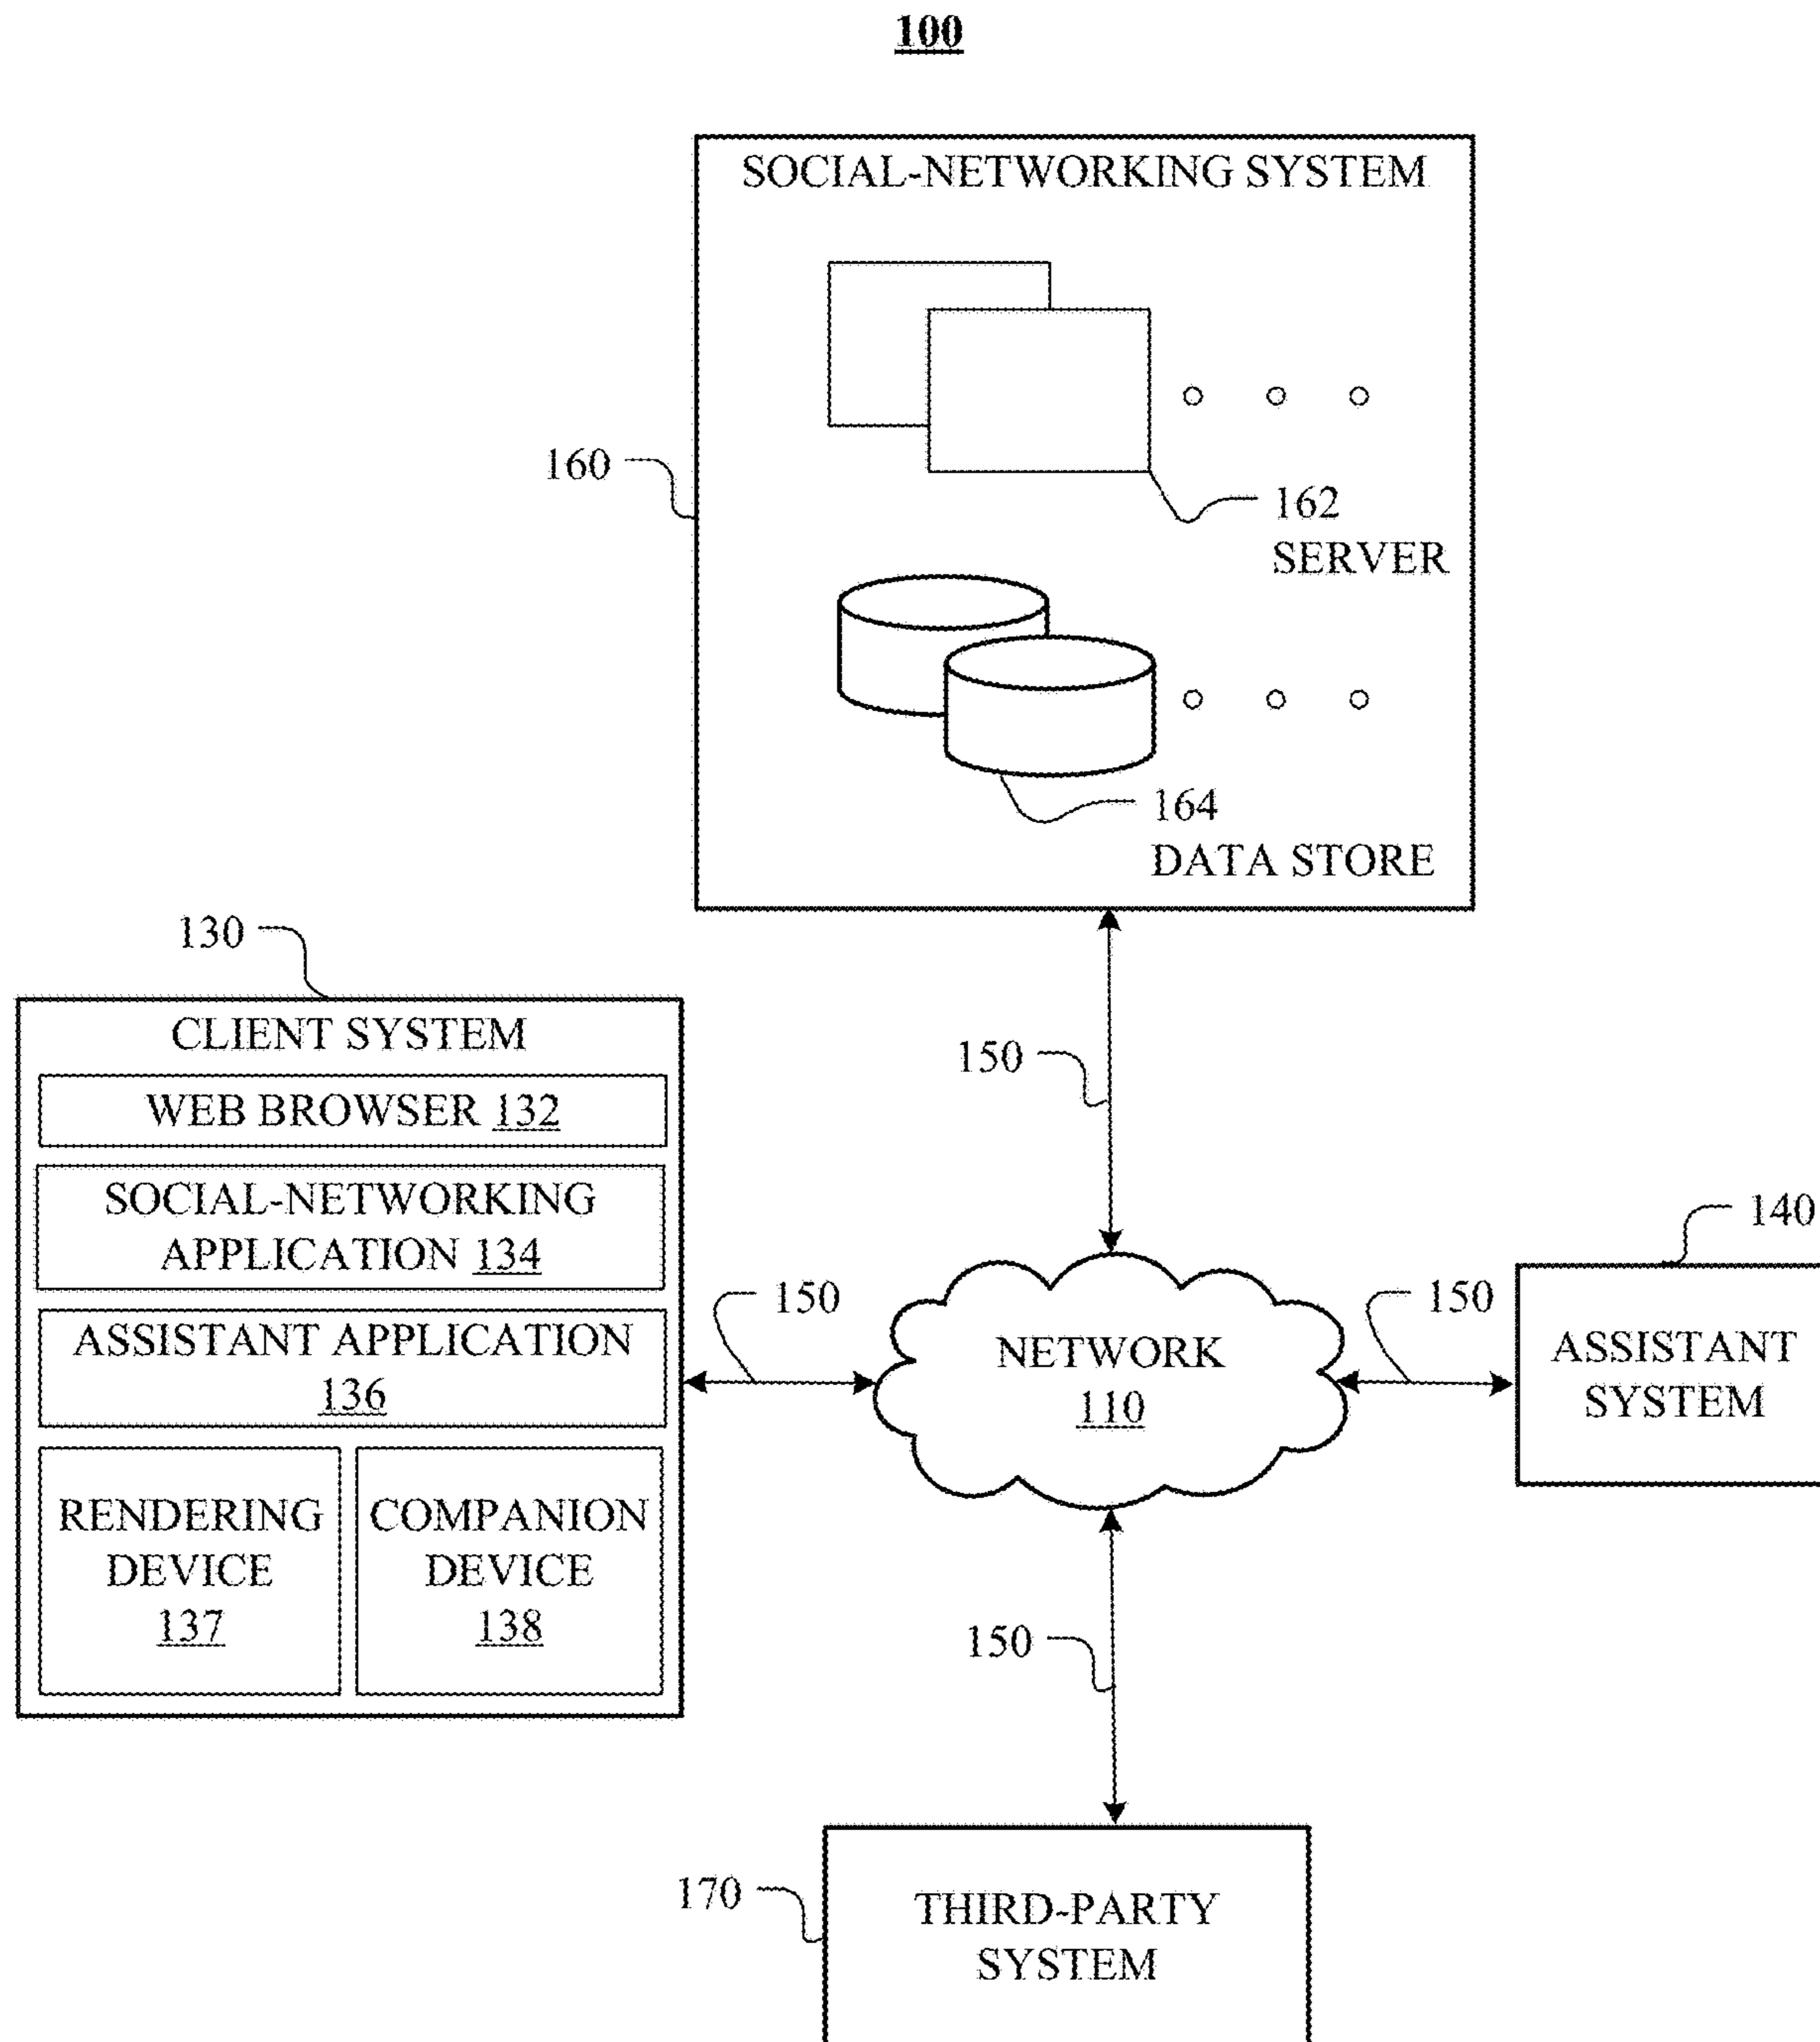 100
SOCIAL-NETWORKING SYSTEM
160
162
SERVER
164
DATA STORE
130
CLIENT SYSTEM
WEB BROWSER 132
SOCIAL-NETWORKING
APPLICATION 134
ASSISTANT APPLICATION
136
RENDERING
DEVICE
137
COMPANION
DEVICE
138
150
150
NETWORK
110
150
140
ASSISTANT
SYSTEM
150
170
THIRD-PARTY
SYSTEM